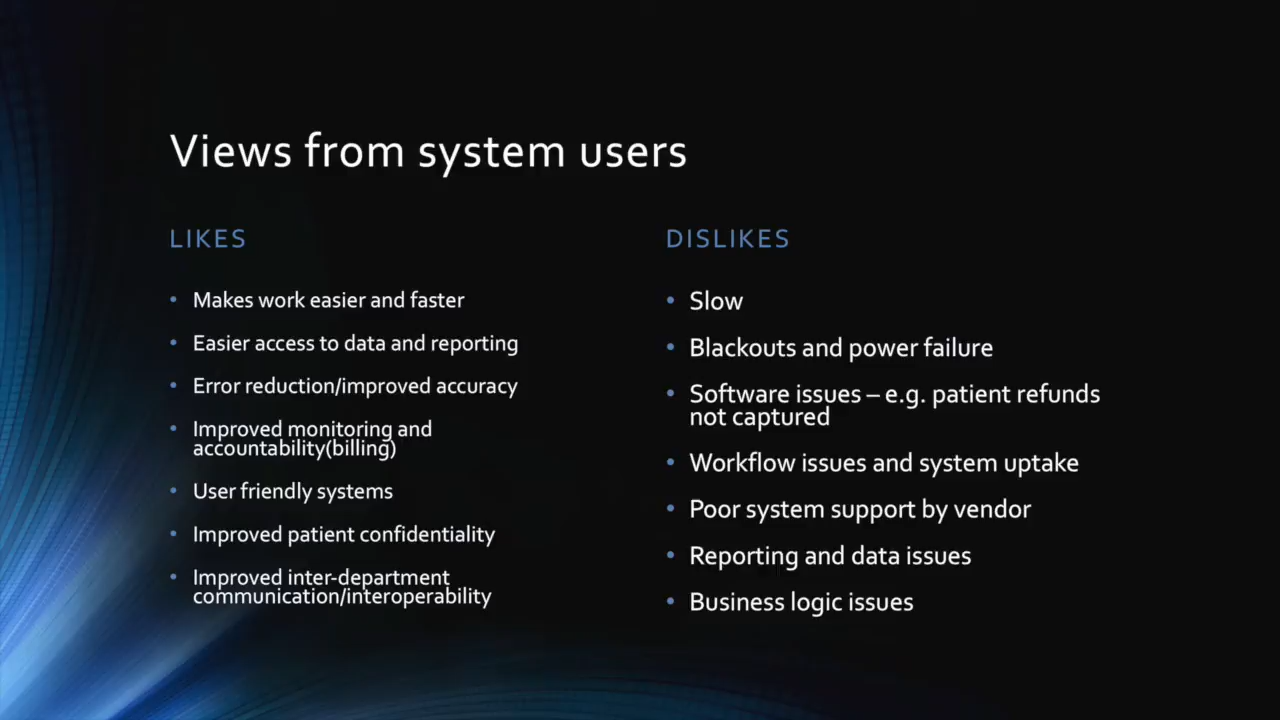 Views from system users
LIKES
• Makes work easier and faster
• Easier access to data and reporting
• Error reduction/improved accuracy
• Improved monitoring and
accountability(billing)
• User friendly systems
• Improved patient confidentiality
• Improved inter-department
communication/interoperability
DISLIKES
• Slow
• Blackouts and power failure
• Software issues – e.g. patient refunds
not captured
• Workflow issues and system uptake
• Poor system support by vendor
• Reporting and data issues
• Business logic issues